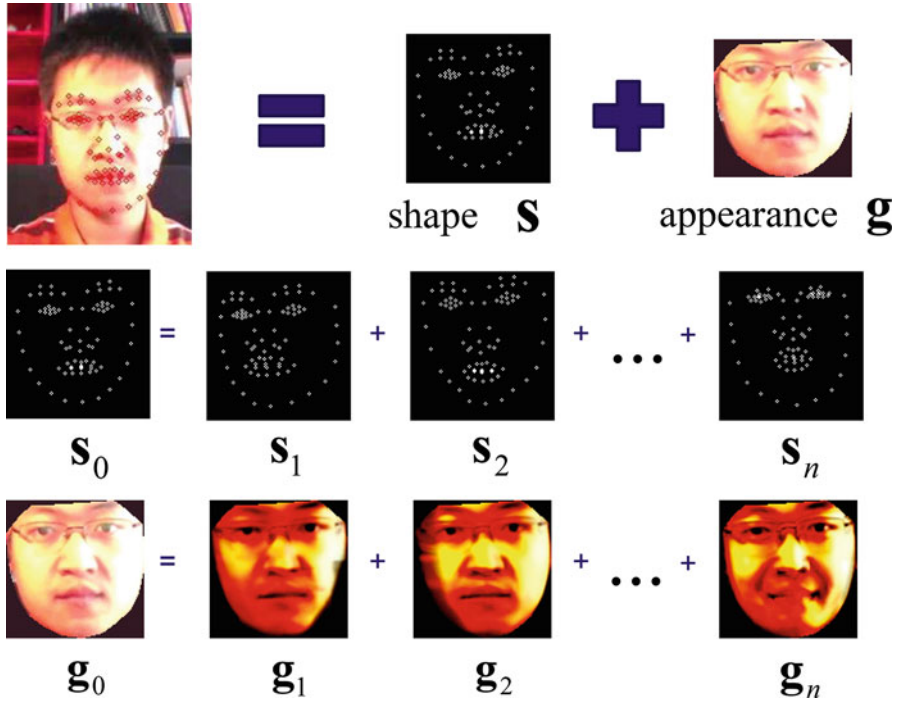 =
+
shape s
appearance g
= + + ••• +
s₀ s₁ s₂ sₙ
= + + ••• +
g₀ g₁ g₂ gₙ